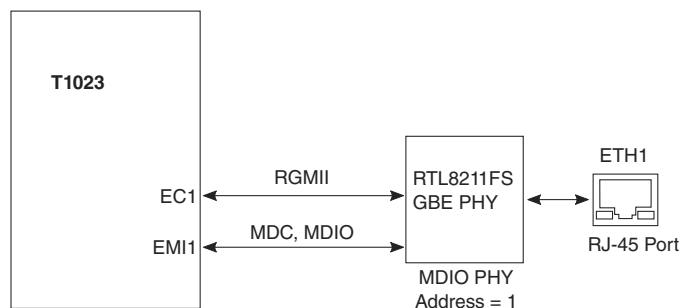 T1023
EC1
RGMII
EMI1
MDC, MDIO
RTL8211FS
GBE PHY
MDIO PHY
Address = 1
ETH1
RJ-45 Port